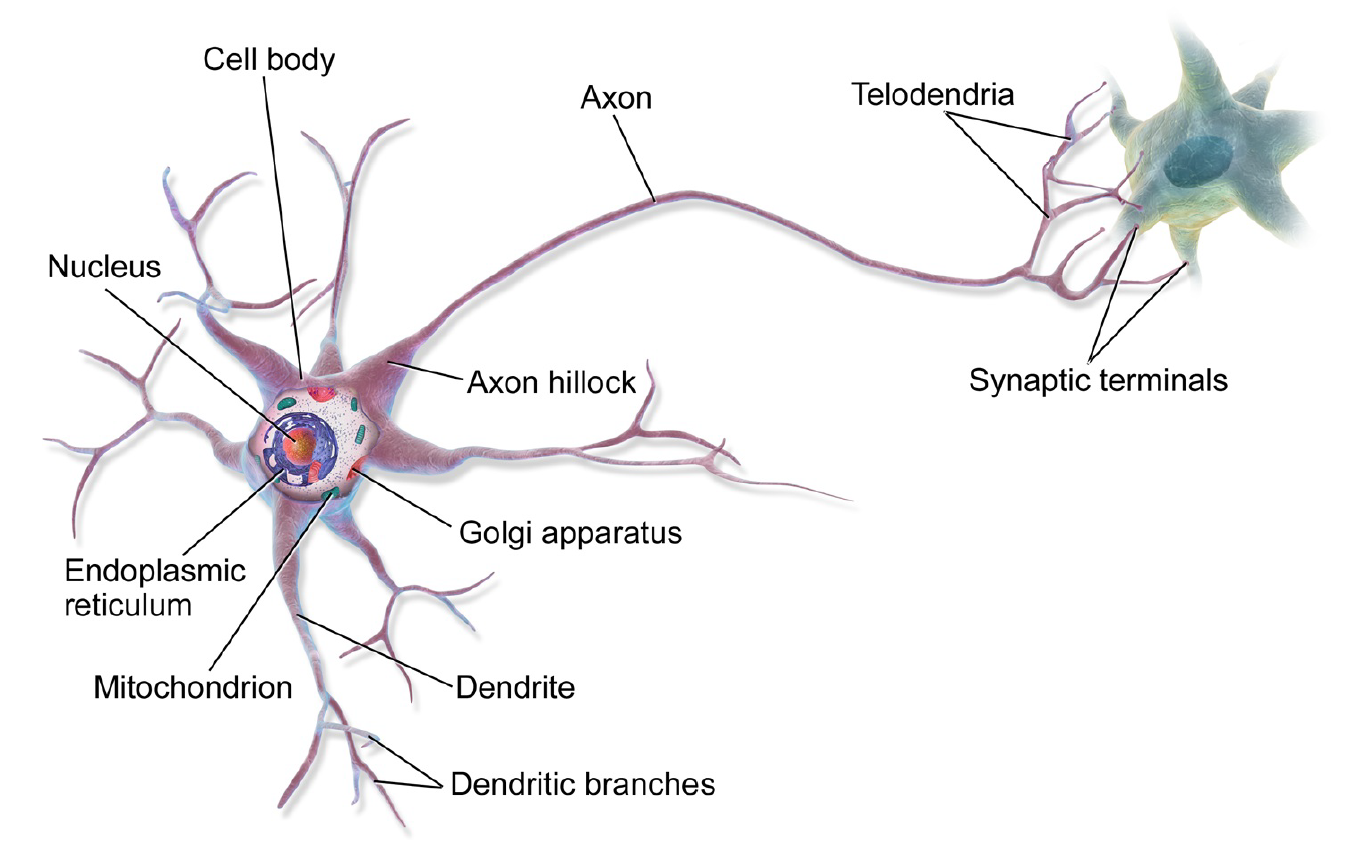 Cell body
Axon
Telodendria
Nucleus
Axon hillock
Synaptic terminals
Golgi apparatus
Endoplasmic
reticulum
Mitochondrion
Dendrite
Dendritic branches